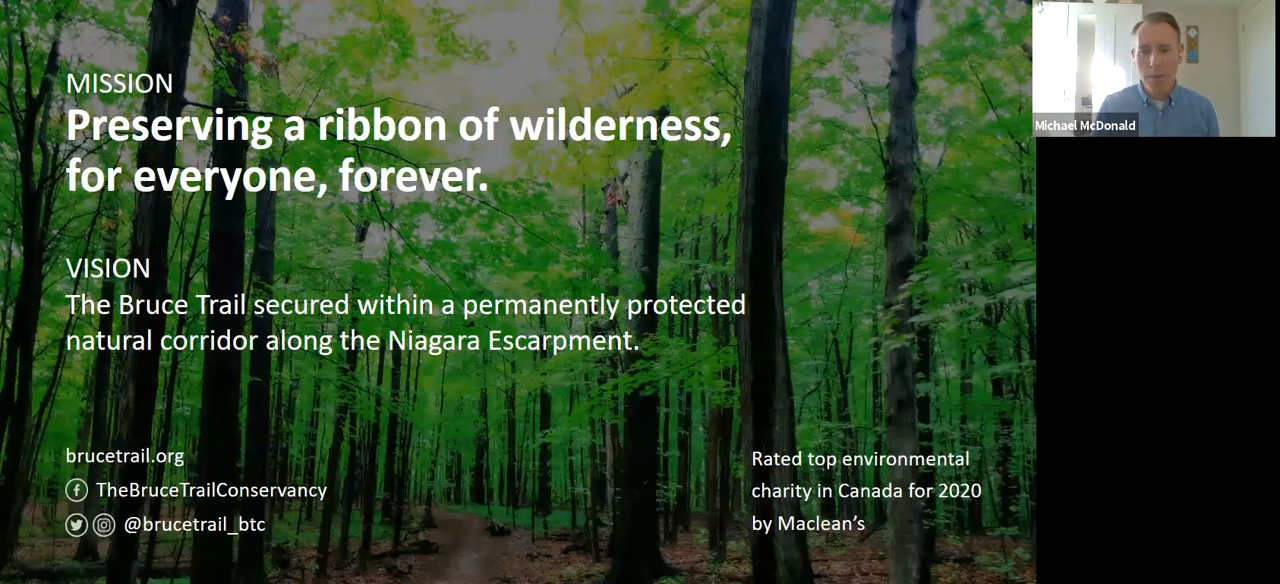 MISSION
Preserving a ribbon of wilderness,
for everyone, forever.
VISION
The Bruce Trail secured within a permanently protected
natural corridor along the Niagara Escarpment.
brucetrail.org
TheBruceTrailConservancy
@brucetrail_btc
Rated top environmental
charity in Canada for 2020
by Maclean’s
Michael McDonald